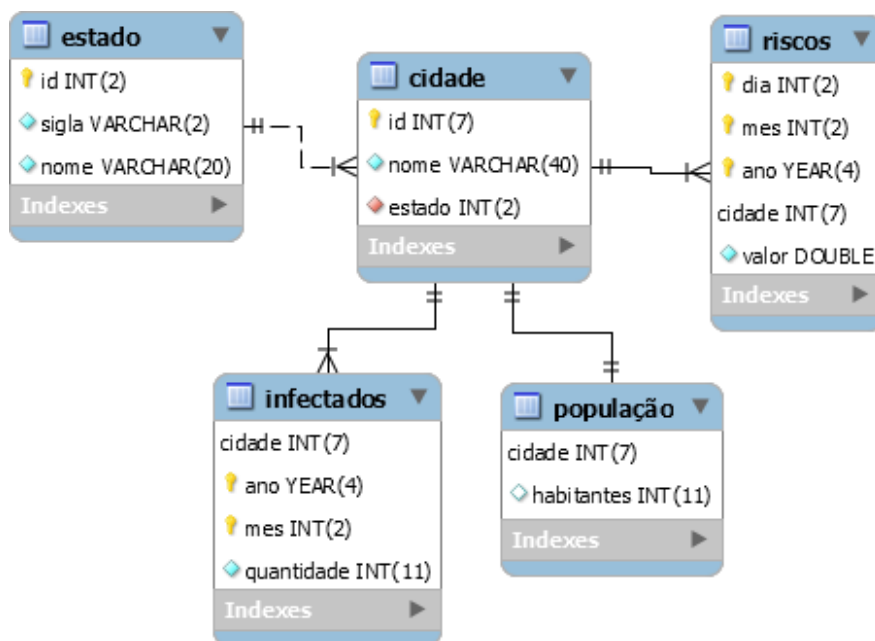 estado
id INT(2)
sigla VARCHAR(2)
nome VARCHAR(20)
Indexes
cidade
id INT(7)
nome VARCHAR(40)
estado INT(2)
Indexes
riscos
dia INT(2)
mes INT(2)
ano YEAR(4)
cidade INT(7)
valor DOUBLE
Indexes
infectados
cidade INT(7)
ano YEAR(4)
mes INT(2)
quantidade INT(11)
Indexes
população
cidade INT(7)
habitantes INT(11)
Indexes